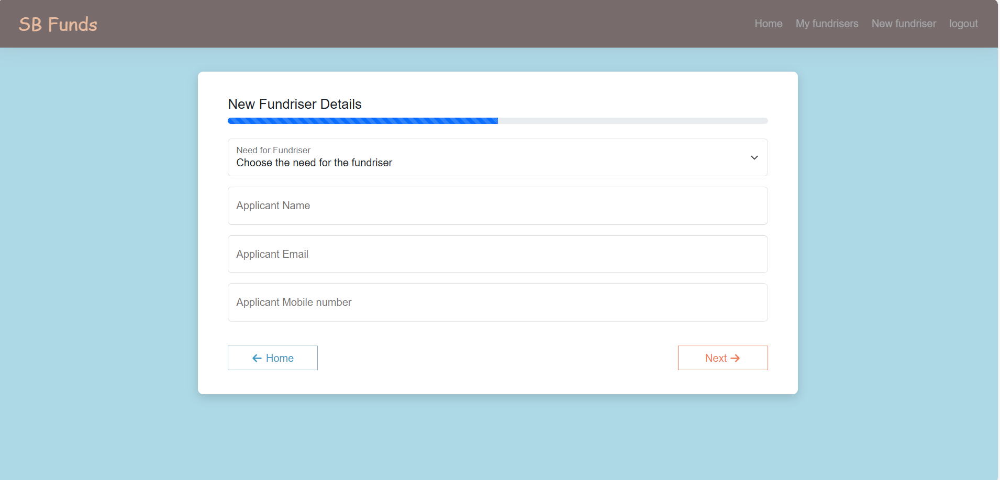 SB Funds
Home My fundrisers New fundriser logout
New Fundriser Details
Need for Fundriser
Choose the need for the fundriser
Applicant Name
Applicant Email
Applicant Mobile number
Home
Next